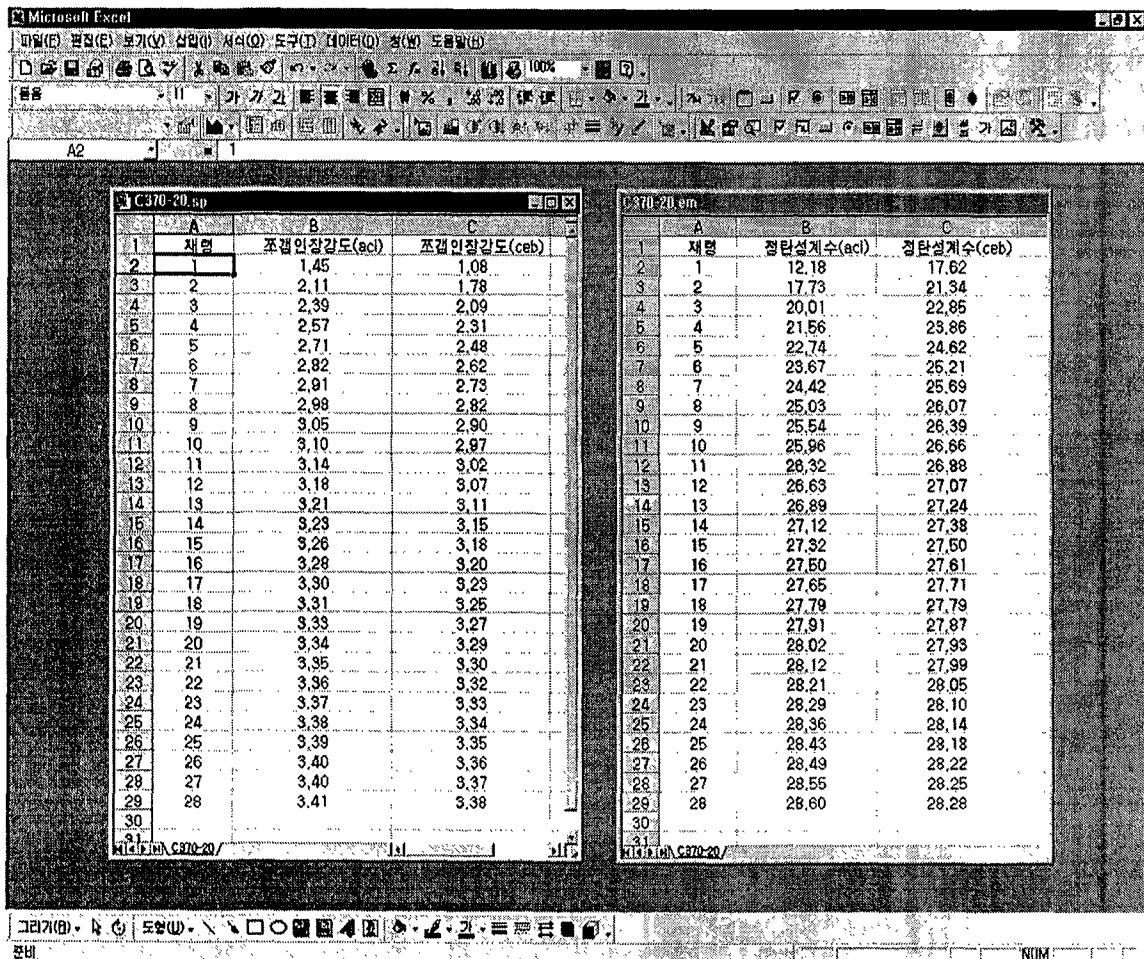 Microsoft Excel
파일(F) 편집(E) 보기(V) 삽입(I) 서식(O) 도구(T) 데이터(D) 창(W) 도움말(H)
100%
돋움 11 가 가 가
A2 = 1
C370-20.sp
A B C
1 재령 쪼갬인장강도(aci) 쪼갬인장강도(ceb)
2 1 1.45 1.08
3 2 2.11 1.78
4 3 2.39 2.09
5 4 2.57 2.31
6 5 2.71 2.48
7 6 2.82 2.62
8 7 2.91 2.73
9 8 2.98 2.82
10 9 3.05 2.90
11 10 3.10 2.97
12 11 3.14 3.02
13 12 3.18 3.07
14 13 3.21 3.11
15 14 3.23 3.15
16 15 3.26 3.18
17 16 3.28 3.20
18 17 3.30 3.23
19 18 3.31 3.25
20 19 3.33 3.27
21 20 3.34 3.29
22 21 3.35 3.30
23 22 3.36 3.32
24 23 3.37 3.33
25 24 3.38 3.34
26 25 3.39 3.35
27 26 3.40 3.36
28 27 3.40 3.37
29 28 3.41 3.38
30
31
C370-20
C370-20.em
A B C
1 재령 정탄성계수(aci) 정탄성계수(ceb)
2 1 12.18 17.62
3 2 17.73 21.34
4 3 20.01 22.85
5 4 21.56 23.86
6 5 22.74 24.62
7 6 23.67 25.21
8 7 24.42 25.69
9 8 25.03 26.07
10 9 25.54 26.39
11 10 25.96 26.66
12 11 26.32 26.88
13 12 26.63 27.07
14 13 26.89 27.24
15 14 27.12 27.38
16 15 27.32 27.50
17 16 27.50 27.61
18 17 27.65 27.71
19 18 27.79 27.79
20 19 27.91 27.87
21 20 28.02 27.93
22 21 28.12 27.99
23 22 28.21 28.05
24 23 28.29 28.10
25 24 28.36 28.14
26 25 28.43 28.18
27 26 28.49 28.22
28 27 28.55 28.25
29 28 28.60 28.28
30
31
C370-20
그리기(R) 도형(U) 가
준비 NUM